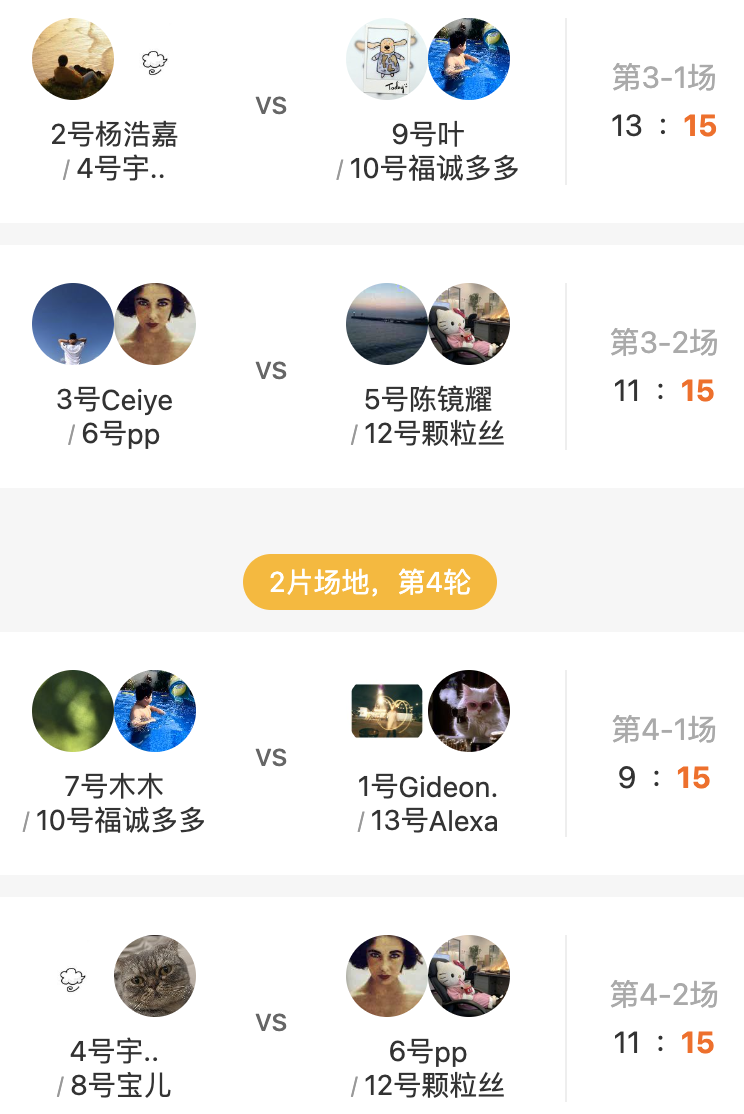 Today
VS
第3-1场
13 : 15
2号杨浩嘉
/ 4号宇..
9号叶
/ 10号福诚多多
VS
第3-2场
11 : 15
3号Ceiye
/ 6号pp
5号陈镜耀
/ 12号颗粒丝
2片场地，第4轮
VS
第4-1场
9 : 15
7号木木
/ 10号福诚多多
1号Gideon.
/ 13号Alexa
VS
第4-2场
11 : 15
4号宇..
/ 8号宝儿
6号pp
/ 12号颗粒丝